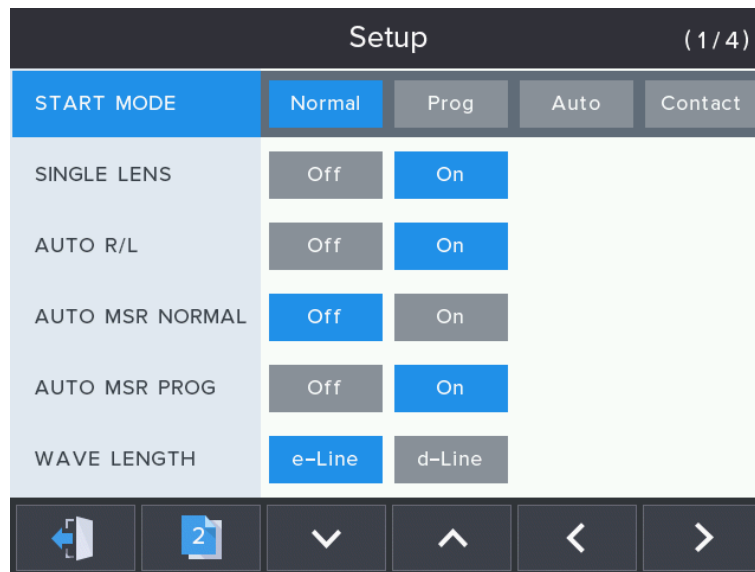 Setup (1/4)
START MODE Normal Prog Auto Contact
SINGLE LENS Off On
AUTO R/L Off On
AUTO MSR NORMAL Off On
AUTO MSR PROG Off On
WAVE LENGTH e-Line d-Line
2